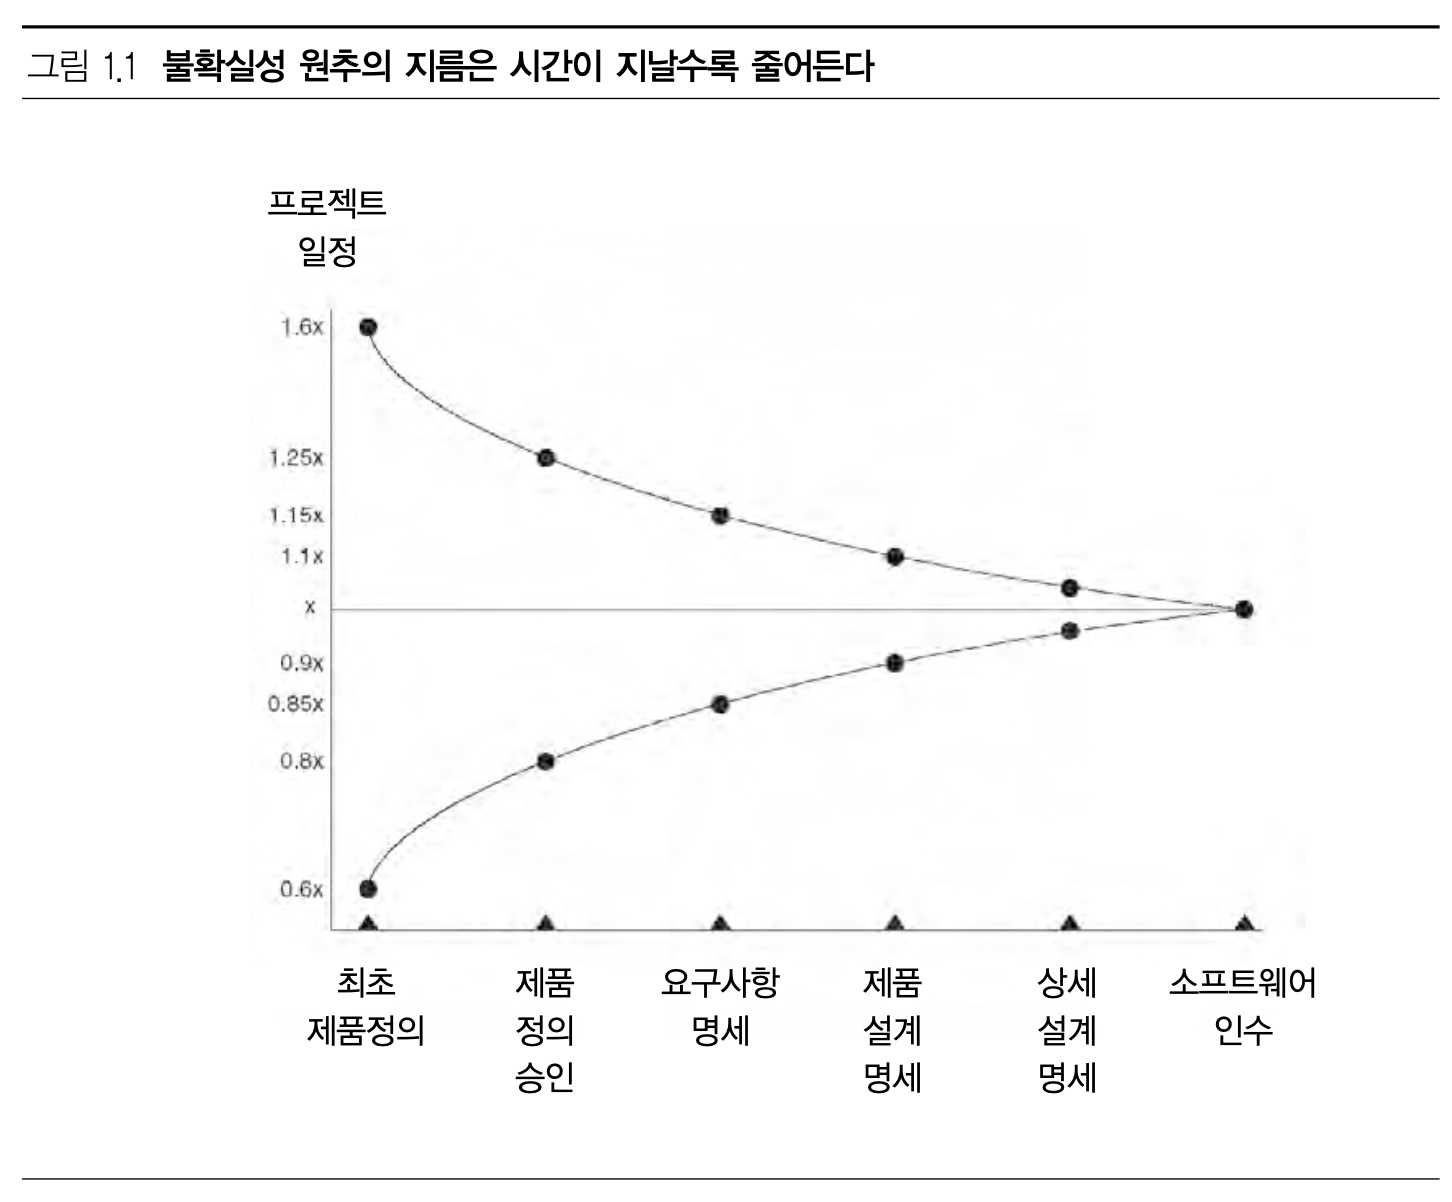 그림 1.1 불확실성 원추의 지름은 시간이 지날수록 줄어든다
프로젝트
일정
1.6x
1.25x
1.15x
1.1x
x
0.9x
0.85x
0.8x
0.6x
최초
제품정의
제품
정의
승인
요구사항
명세
제품
설계
명세
상세
설계
명세
소프트웨어
인수